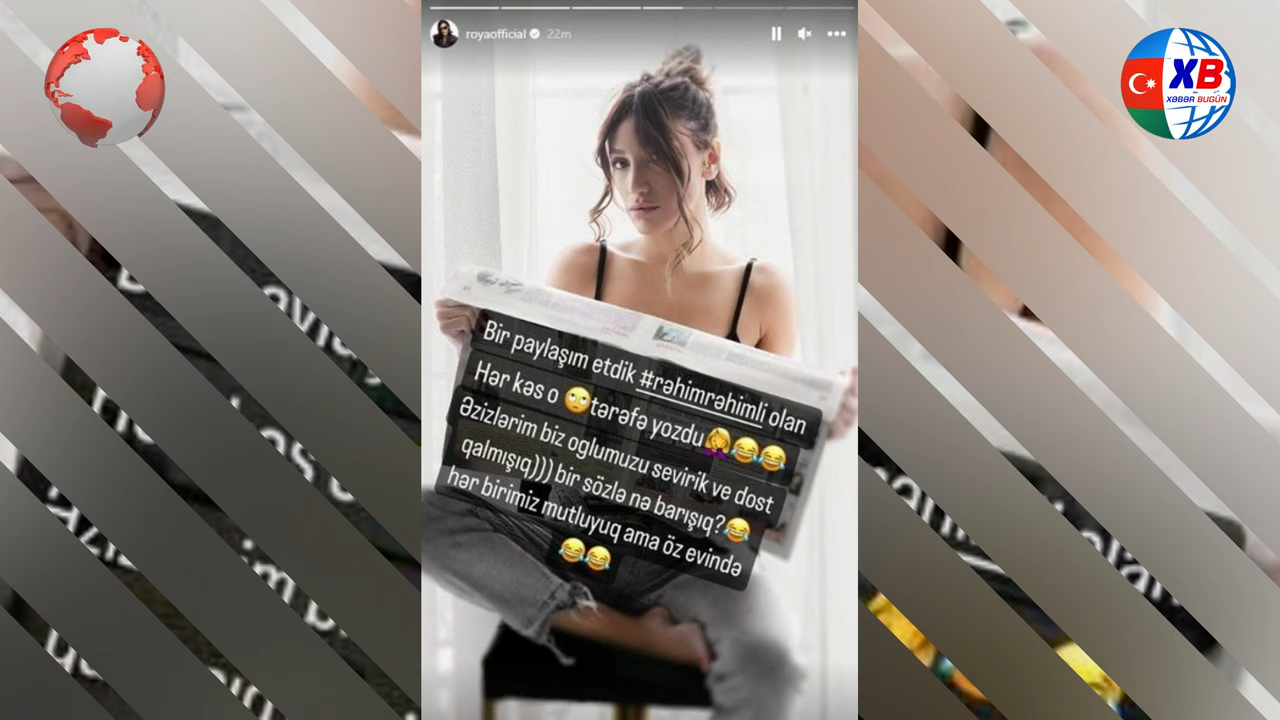 royaofficial 22m
XB
XƏBƏR BUGÜN
Bir paylaşım etdik #rəhimrəhimli olan
Hər kəs o 🙄tərəfə yozdu🤦‍♀️😂😂
Əzizlərim biz oglumuzu sevirik ve dost
qalmışıq))) bir sözlə nə barışıq?😂
hər birimiz mutluyuq ama öz evində
😂😂